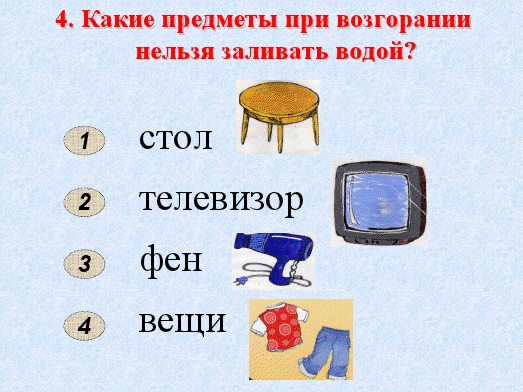 4. Какие предметы при возгорании
нельзя заливать водой?
1 стол
2 телевизор
3 фен
4 вещи